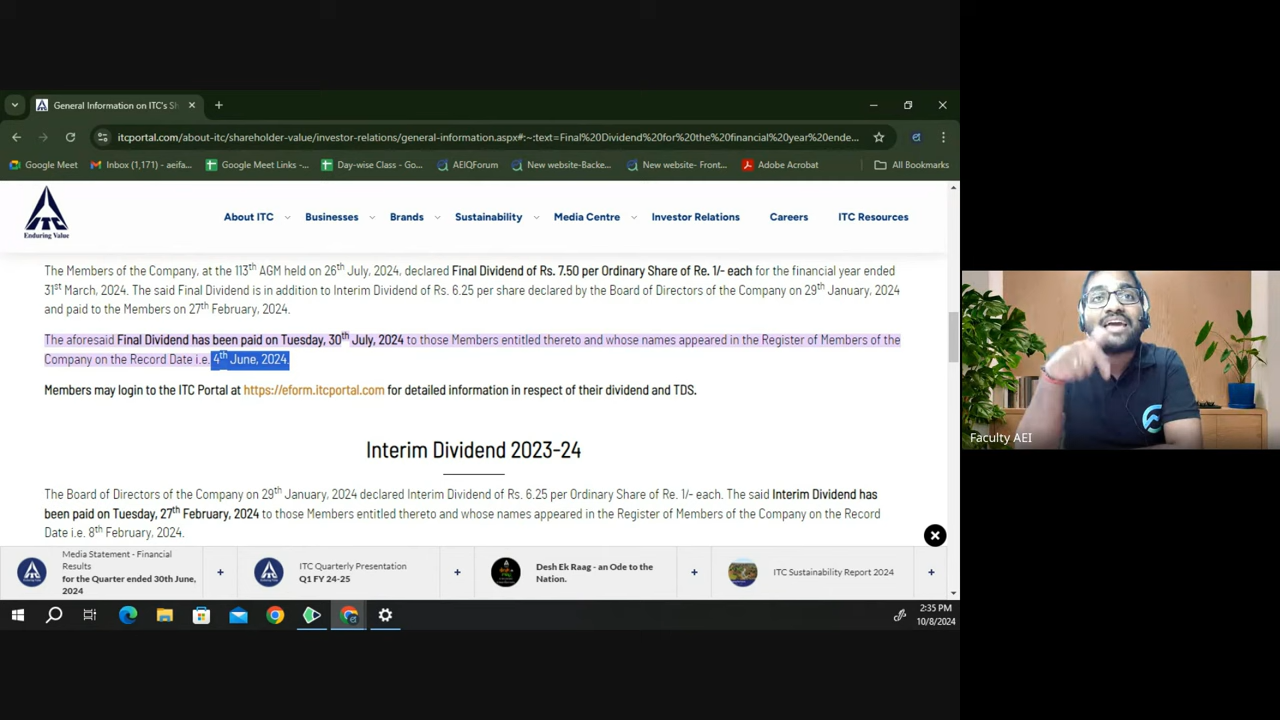 General Information on ITC's Sh
itcportal.com/about-itc/shareholder-value/investor-relations/general-information.aspx#:~:text=Final%20Dividend%20for%20the%20financial%20year%20ende...
Google Meet
Inbox (1,171) - aeifa...
Google Meet Links -...
Day-wise Class - Go...
AEIQForum
New website-Backe...
New website- Front...
Adobe Acrobat
All Bookmarks
ITC
Enduring Value
About ITC
Businesses
Brands
Sustainability
Media Centre
Investor Relations
Careers
ITC Resources
The Members of the Company, at the 113th AGM held on 26th July, 2024, declared Final Dividend of Rs. 7.50 per Ordinary Share of Re. 1/- each for the financial year ended
31st March, 2024. The said Final Dividend is in addition to Interim Dividend of Rs. 6.25 per share declared by the Board of Directors of the Company on 29th January, 2024
and paid to the Members on 27th February, 2024.
The aforesaid Final Dividend has been paid on Tuesday, 30th July, 2024 to those Members entitled thereto and whose names appeared in the Register of Members of the
Company on the Record Date i.e. 4th June, 2024.
Members may login to the ITC Portal at https://eform.itcportal.com for detailed information in respect of their dividend and TDS.
Interim Dividend 2023-24
The Board of Directors of the Company on 29th January, 2024 declared Interim Dividend of Rs. 6.25 per Ordinary Share of Re. 1/- each. The said Interim Dividend has
been paid on Tuesday, 27th February, 2024 to those Members entitled thereto and whose names appeared in the Register of Members of the Company on the Record
Date i.e. 8th February, 2024.
Media Statement - Financial
Results
for the Quarter ended 30th June,
2024
ITC Quarterly Presentation
Q1 FY 24-25
Desh Ek Raag - an Ode to the
Nation.
ITC Sustainability Report 2024
2:35 PM
10/8/2024
Faculty AEI